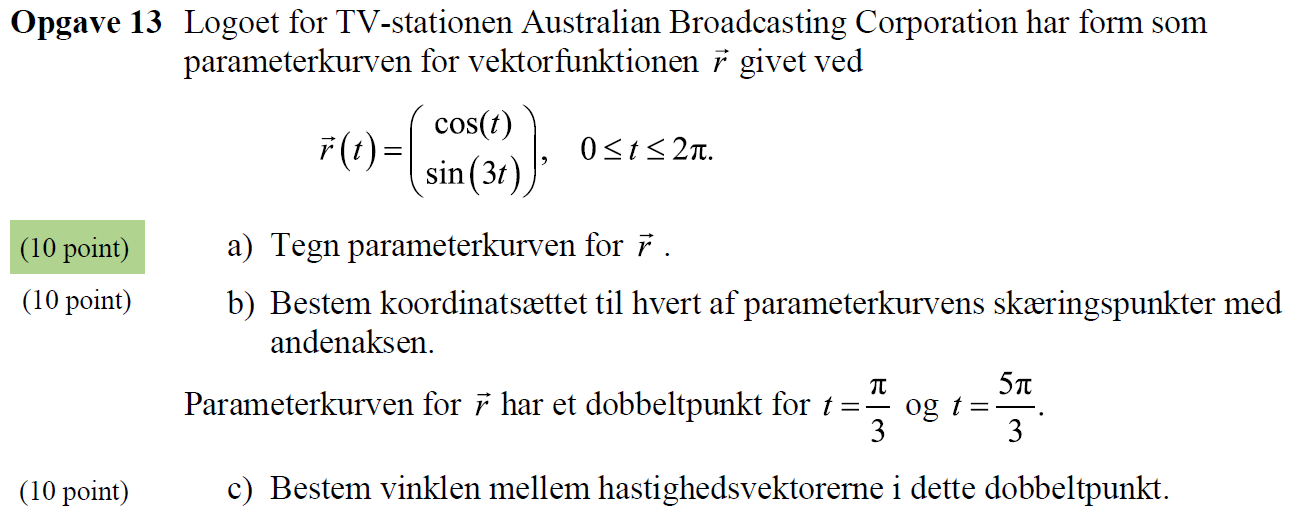 Opgave 13 Logoet for TV-stationen Australian Broadcasting Corporation har form som
parameterkurven for vektorfunktionen r⃗ givet ved
r⃗(t) = (cos(t) sin(3t)), 0 ≤ t ≤ 2π.
(10 point) a) Tegn parameterkurven for r⃗ .
(10 point) b) Bestem koordinatsættet til hvert af parameterkurvens skæringspunkter med
andenaksen.
Parameterkurven for r⃗ har et dobbeltpunkt for t = π/3 og t = 5π/3.
(10 point) c) Bestem vinklen mellem hastighedsvektorerne i dette dobbeltpunkt.